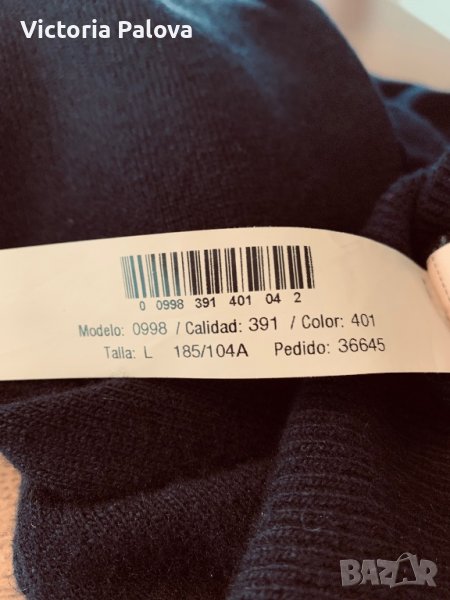 Victoria Palova
0 0998 391 401 04 2
Modelo: 0998 / Calidad: 391 / Color: 401
Talla: L 185/104A Pedido: 36645
BAZAR